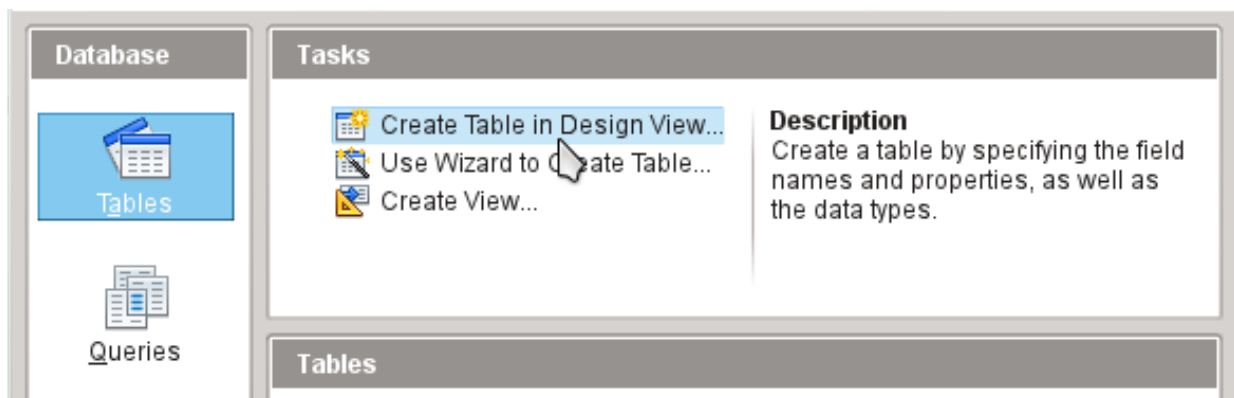 Database
Tables
Queries
Tasks
Create Table in Design View...
Use Wizard to Create Table...
Create View...
Description
Create a table by specifying the field
names and properties, as well as
the data types.
Tables